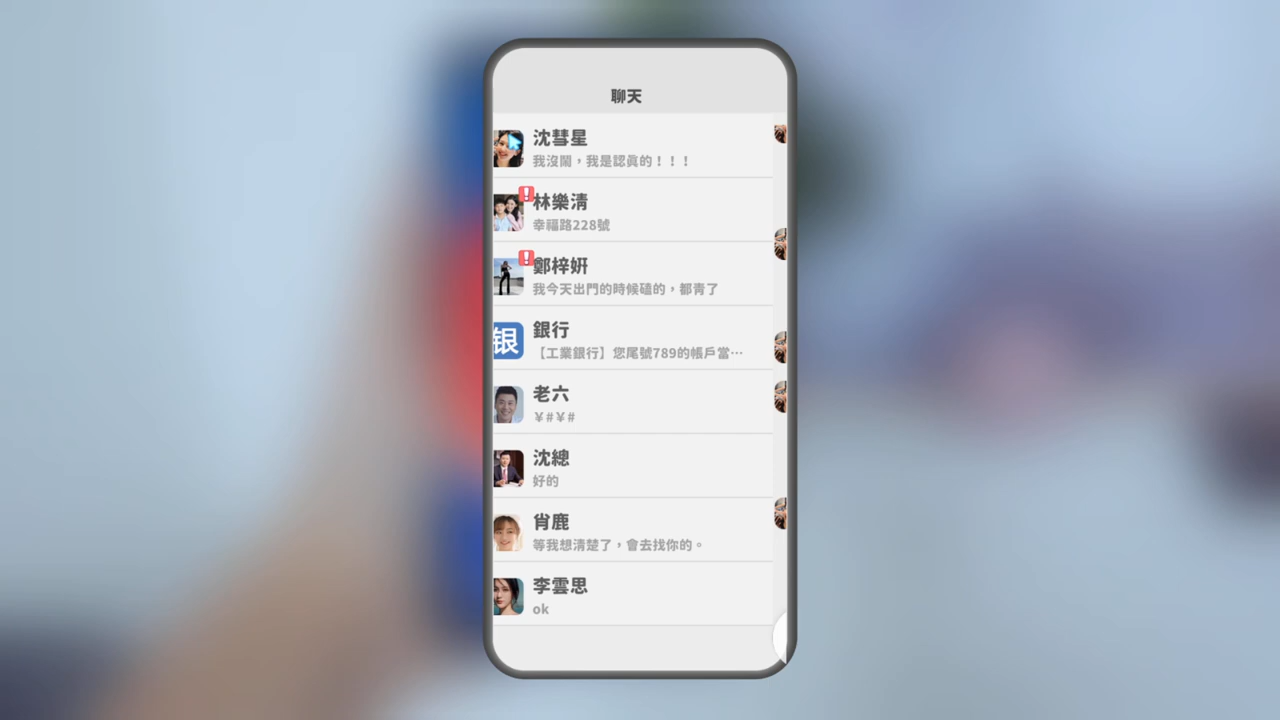 聊天
沈彗星
我沒鬧，我是認眞的！！！
林樂淸
幸福路228號
鄭梓妍
我今天出門的時候磕的，都青了
银
銀行
【工業銀行】您尾號789的帳戶當…
老六
￥#￥#
沈總
好的
肖鹿
等我想清楚了，會去找你的。
李雲思
ok